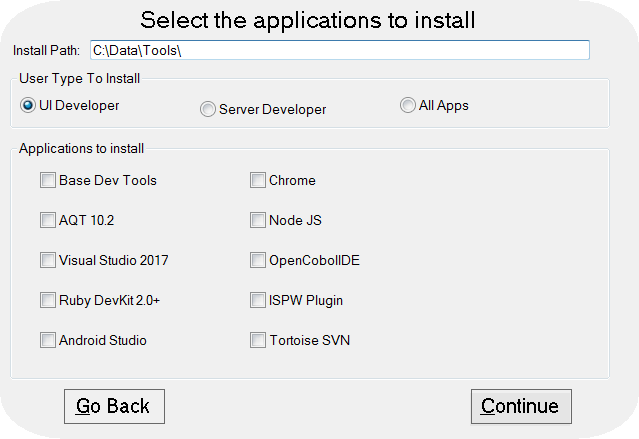 Select the applications to install
Install Path: C:\Data\Tools\
User Type To Install
UI Developer Server Developer All Apps
Applications to install
Base Dev Tools Chrome
AQT 10.2 Node JS
Visual Studio 2017 OpenCobolIDE
Ruby DevKit 2.0+ ISPW Plugin
Android Studio Tortoise SVN
Go Back Continue